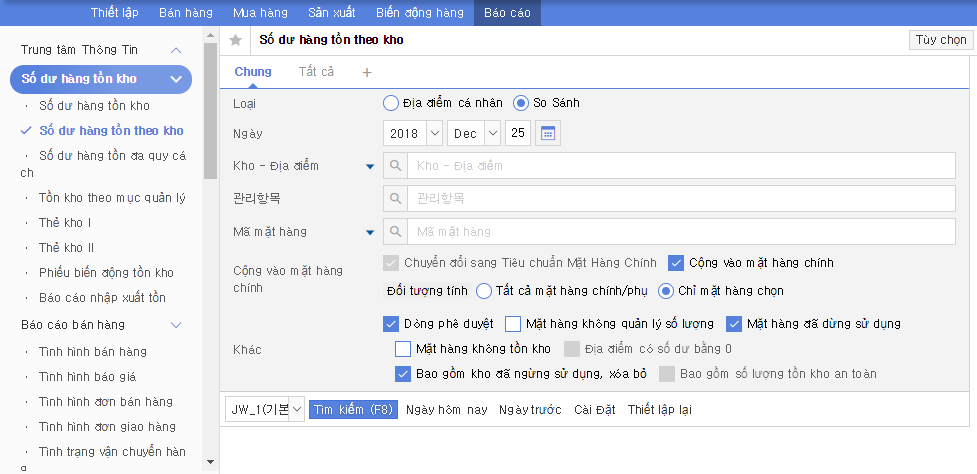 Thiết lập Bán hàng Mua hàng Sản xuất Biến động hàng Báo cáo
Trung tâm Thông Tin
Số dư hàng tồn kho
Số dư hàng tồn kho
Số dư hàng tồn theo kho
Số dư hàng tồn đa quy cá
ch
Tồn kho theo mục quản lý
Thẻ kho I
Thẻ kho II
Phiếu biến động tồn kho
Báo cáo nhập xuất tồn
Báo cáo bán hàng
Tình hình bán hàng
Tình hình báo giá
Tình hình đơn bán hàng
Tình hình đơn giao hàng
Tình trạng vận chuyển hàn
g
Số dư hàng tồn theo kho
Tùy chọn
Chung Tất cả +
Loại Địa điểm cá nhân So Sánh
Ngày 2018 Dec 25
Kho - Địa điểm Kho - Địa điểm
관리항목 관리항목
Mã mặt hàng Mã mặt hàng
Cộng vào mặt hàng
chính
Chuyển đổi sang Tiêu chuẩn Mặt Hàng Chính Cộng vào mặt hàng chính
Đối tượng tính Tất cả mặt hàng chính/phụ Chỉ mặt hàng chọn
Khác
Dòng phê duyệt Mặt hàng không quản lý số lượng Mặt hàng đã dừng sử dụng
Mặt hàng không tồn kho Địa điểm có số dư bằng 0
Bao gồm kho đã ngừng sử dụng, xóa bỏ Bao gồm số lượng tồn kho an toàn
JW_1(기본 Tìm kiếm (F8) Ngày hôm nay Ngày trước Cài Đặt Thiết lập lại